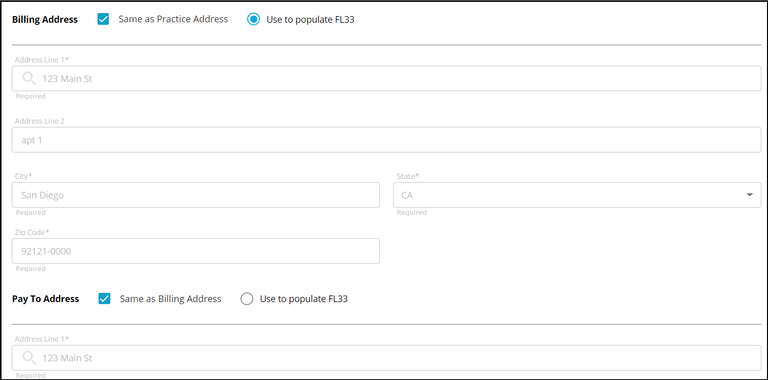 Billing Address Same as Practice Address Use to populate FL33
Address Line 1*
123 Main St
Required
Address Line 2
apt 1
City* State*
San Diego CA
Required Required
Zip Code*
92121-0000
Required
Pay To Address Same as Billing Address Use to populate FL33
Address Line 1*
123 Main St
Required